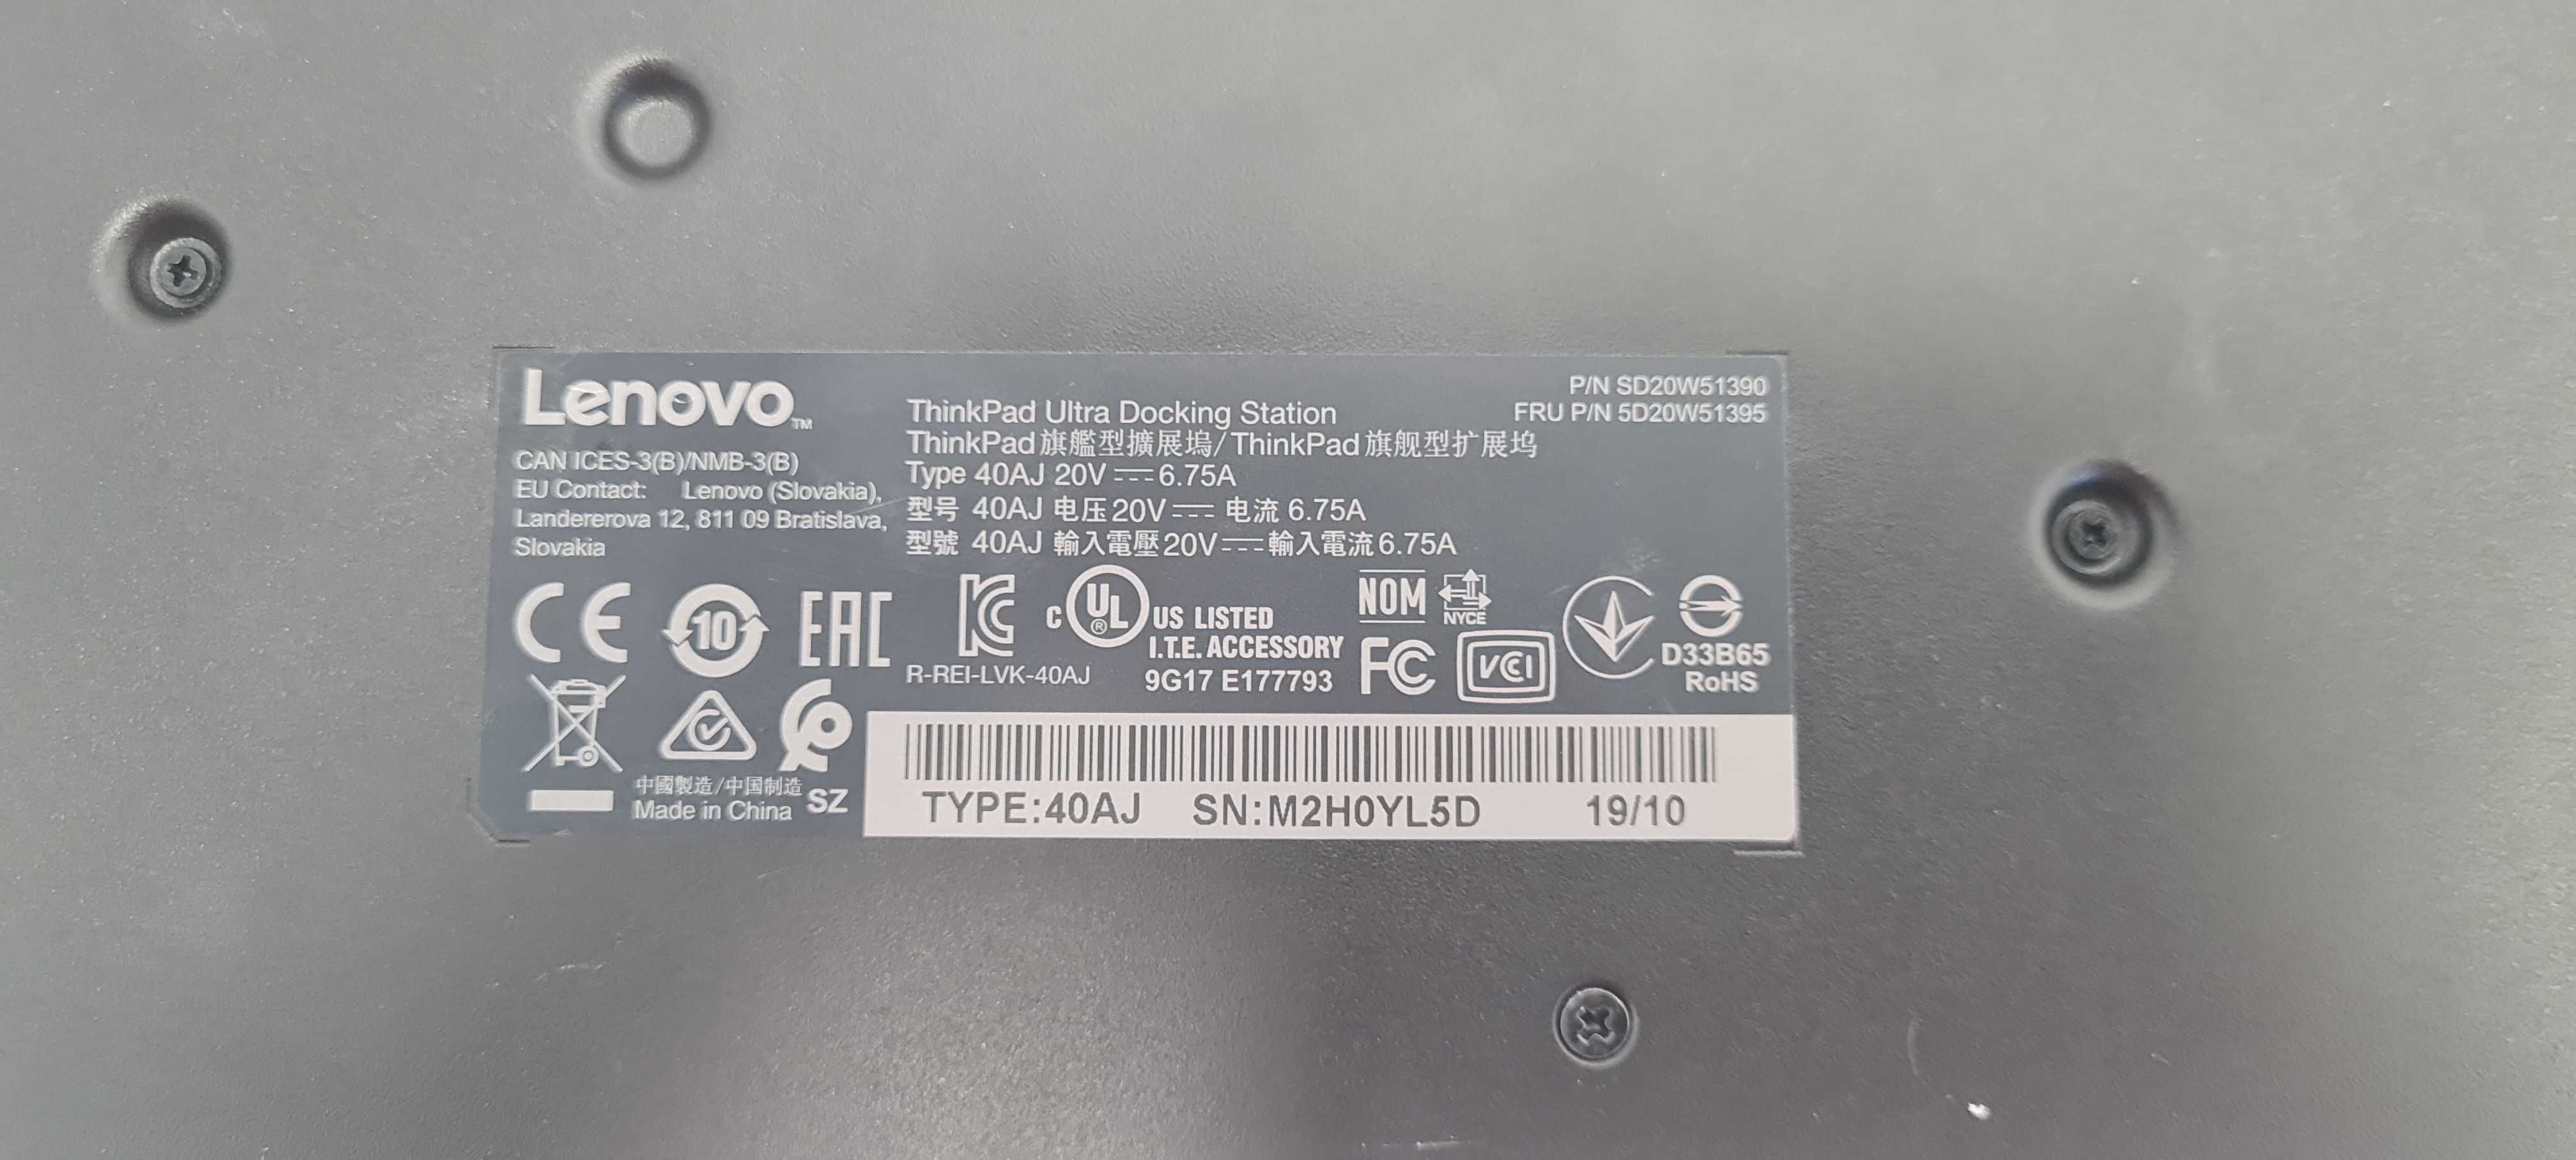 Lenovo™
P/N SD20W51390
FRU P/N 5D20W51395
ThinkPad Ultra Docking Station
ThinkPad旗艦型擴展塢/ThinkPad旗舰型扩展坞
Type 40AJ 20V⎓6.75A
型号 40AJ 电压20V⎓ 电流 6.75A
型號 40AJ 輸入電壓20V⎓輸入電流6.75A
CAN ICES-3(B)/NMB-3(B)
EU Contact: Lenovo (Slovakia),
Landererova 12, 811 09 Bratislava,
Slovakia
CE
10
EAC
KC
R-REI-LVK-40AJ
C UL® US LISTED
I.T.E. ACCESSORY
9G17 E177793
NOM
NYCE
FC
VCI
D33B65
RoHS
中國製造/中国制造
Made in China
SZ
TYPE:40AJ SN:M2H0YL5D 19/10